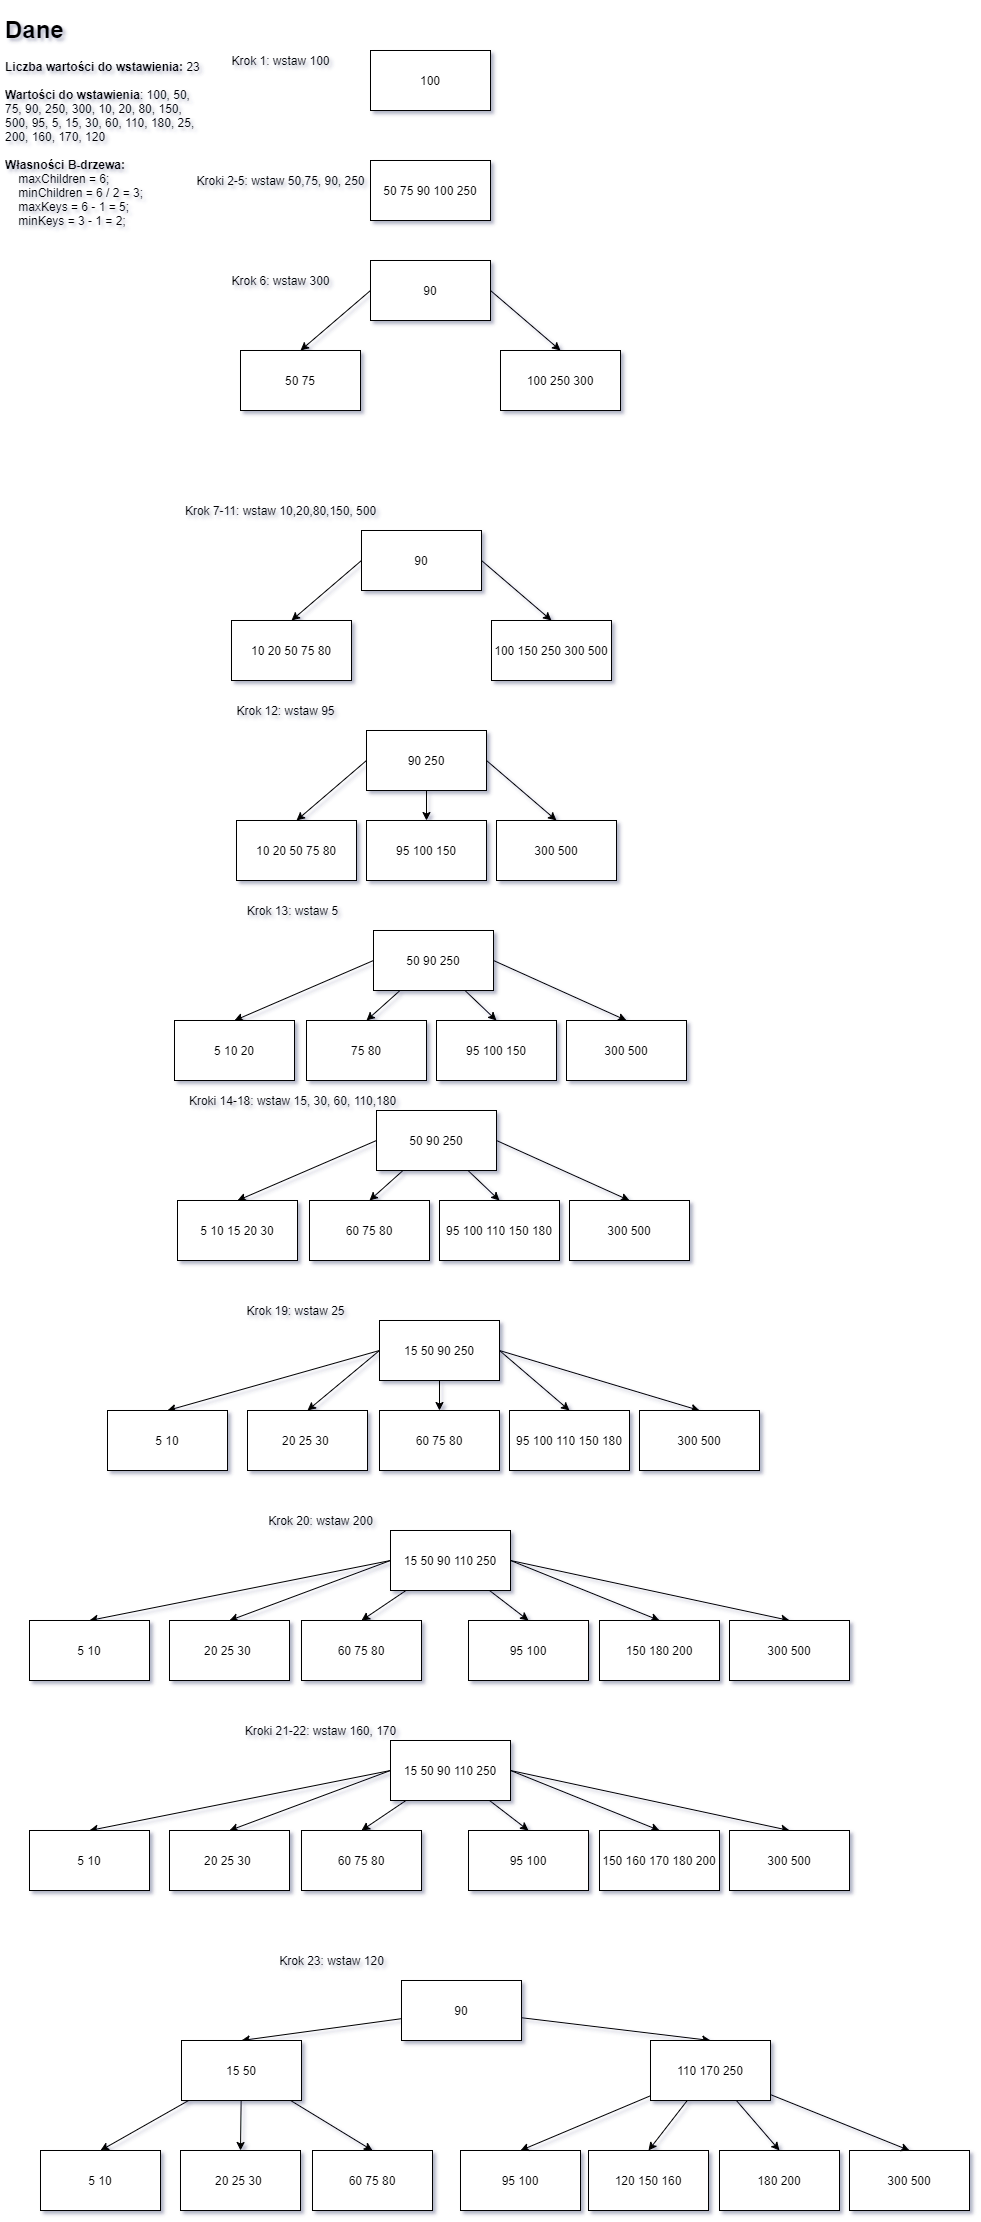 Dane
Liczba wartości do wstawienia: 23
Wartości do wstawienia: 100, 50,
75, 90, 250, 300, 10, 20, 80, 150,
500, 95, 5, 15, 30, 60, 110, 180, 25,
200, 160, 170, 120
Własności B-drzewa:
maxChildren = 6;
minChildren = 6 / 2 = 3;
maxKeys = 6 - 1 = 5;
minKeys = 3 - 1 = 2;
Krok 1: wstaw 100
100
Kroki 2-5: wstaw 50,75, 90, 250
50 75 90 100 250
Krok 6: wstaw 300
90
50 75
100 250 300
Krok 7-11: wstaw 10,20,80,150, 500
90
10 20 50 75 80
100 150 250 300 500
Krok 12: wstaw 95
90 250
10 20 50 75 80
95 100 150
300 500
Krok 13: wstaw 5
50 90 250
5 10 20
75 80
95 100 150
300 500
Kroki 14-18: wstaw 15, 30, 60, 110,180
50 90 250
5 10 15 20 30
60 75 80
95 100 110 150 180
300 500
Krok 19: wstaw 25
15 50 90 250
5 10
20 25 30
60 75 80
95 100 110 150 180
300 500
Krok 20: wstaw 200
15 50 90 110 250
5 10
20 25 30
60 75 80
95 100
150 180 200
300 500
Kroki 21-22: wstaw 160, 170
15 50 90 110 250
5 10
20 25 30
60 75 80
95 100
150 160 170 180 200
300 500
Krok 23: wstaw 120
90
15 50
110 170 250
5 10
20 25 30
60 75 80
95 100
120 150 160
180 200
300 500